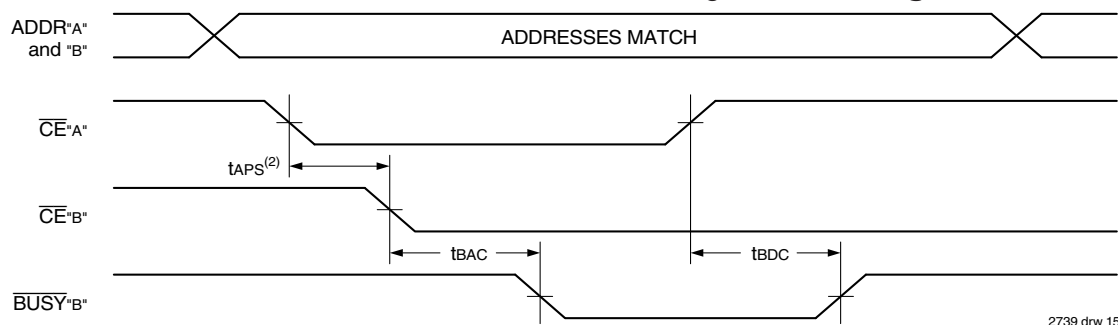 ADDR"A"
and "B"
ADDRESSES MATCH
CE"A"
tAPS(2)
CE"B"
tBAC
tBDC
BUSY"B"
2739 drw 15